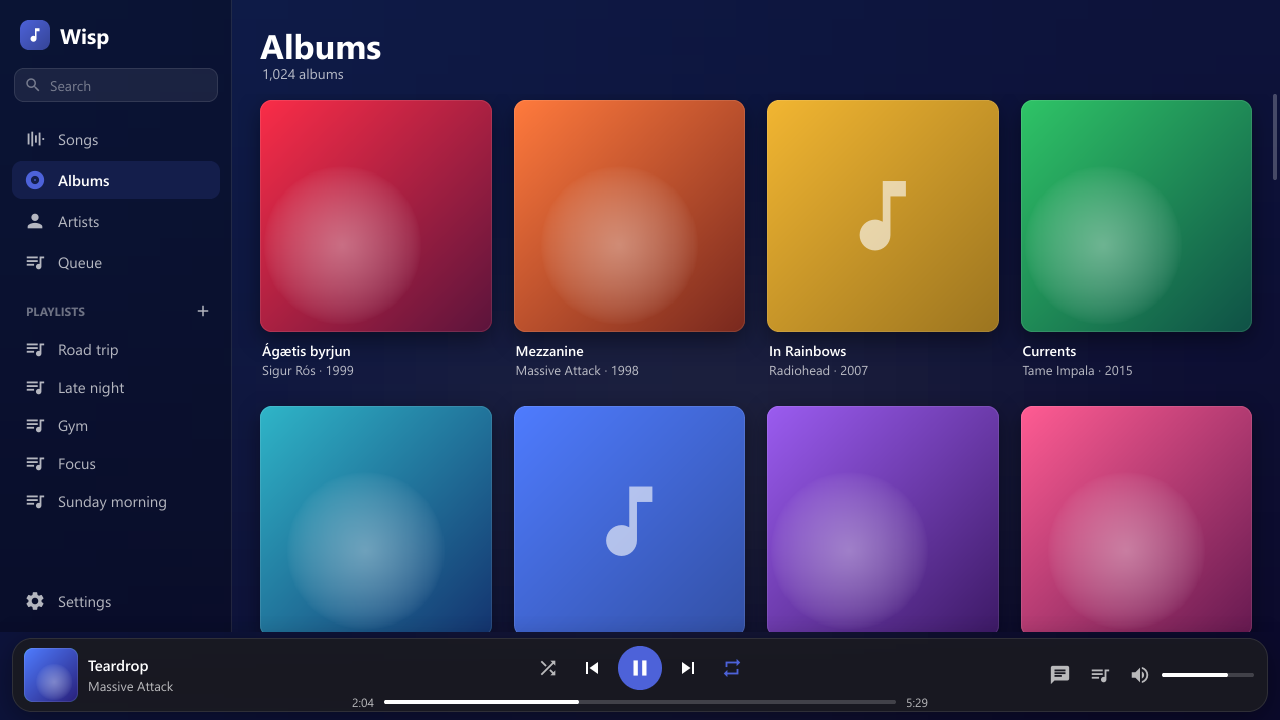 Wisp
Search
Songs
Albums
Artists
Queue
PLAYLISTS
Road trip
Late night
Gym
Focus
Sunday morning
Settings
Albums
1,024 albums
Ágætis byrjun
Sigur Rós · 1999
Mezzanine
Massive Attack · 1998
In Rainbows
Radiohead · 2007
Currents
Tame Impala · 2015
Teardrop
Massive Attack
2:04
5:29